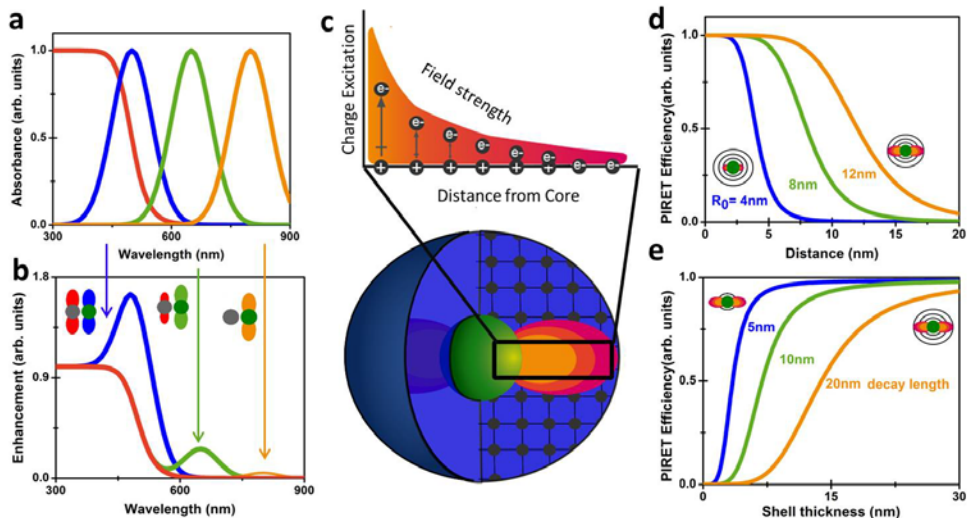 a
Absorbance (arb. units)
1.0
0.5
0.0
300
600
900
Wavelength (nm)
b
Enhancement (arb. units)
1.8
0.9
0.0
300
600
900
Wavelength (nm)
c
Charge Excitation
Field strength
e-
e-
e-
e-
e-
e-
e-
+
+
+
+
+
Distance from Core
d
PIRET Efficiency(arb. units)
1.0
0.5
0.0
R0= 4nm
8nm
12nm
0
5
10
15
20
Distance (nm)
e
PIRET Efficiency(arb. units)
1.0
0.5
0.0
5nm
10nm
20nm decay length
0
15
30
Shell thickness (nm)